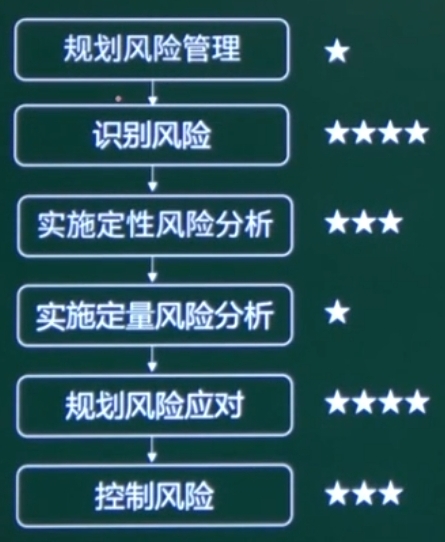 规划风险管理 ★
识别风险 ★★★★
实施定性风险分析 ★★★
实施定量风险分析 ★
规划风险应对 ★★★★
控制风险 ★★★